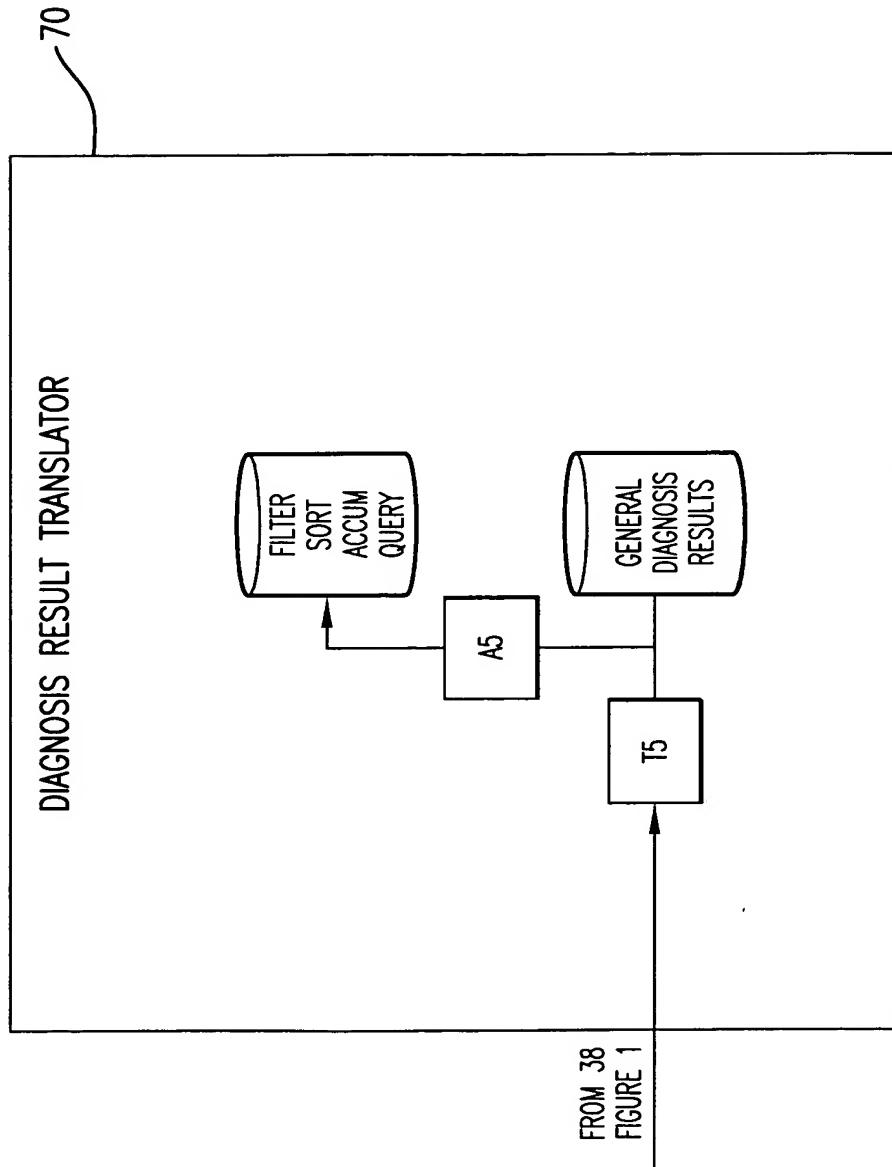 70
DIAGNOSIS RESULT TRANSLATOR
FILTER
SORT
ACCUM
QUERY
A5
GENERAL
DIAGNOSIS
RESULTS
T5
FROM 38
FIGURE 1